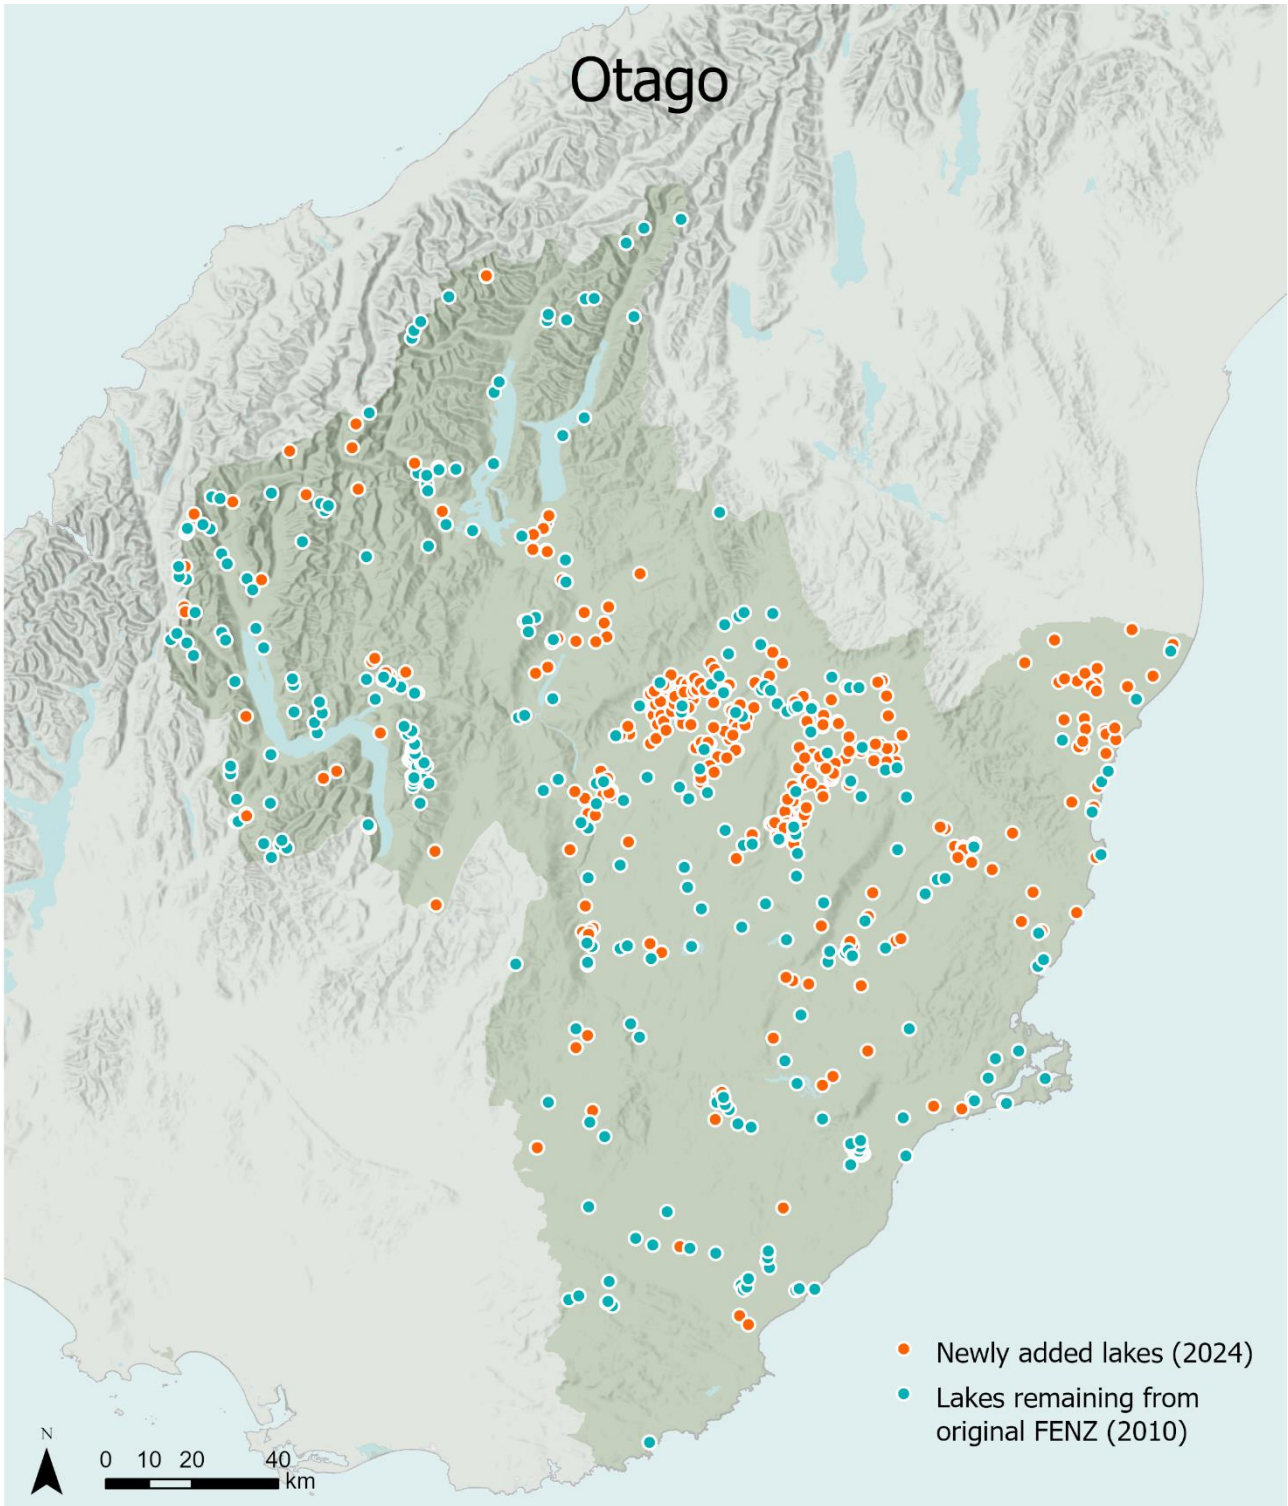 Otago
Newly added lakes (2024)
Lakes remaining from
original FENZ (2010)
N
0 10 20 40
km